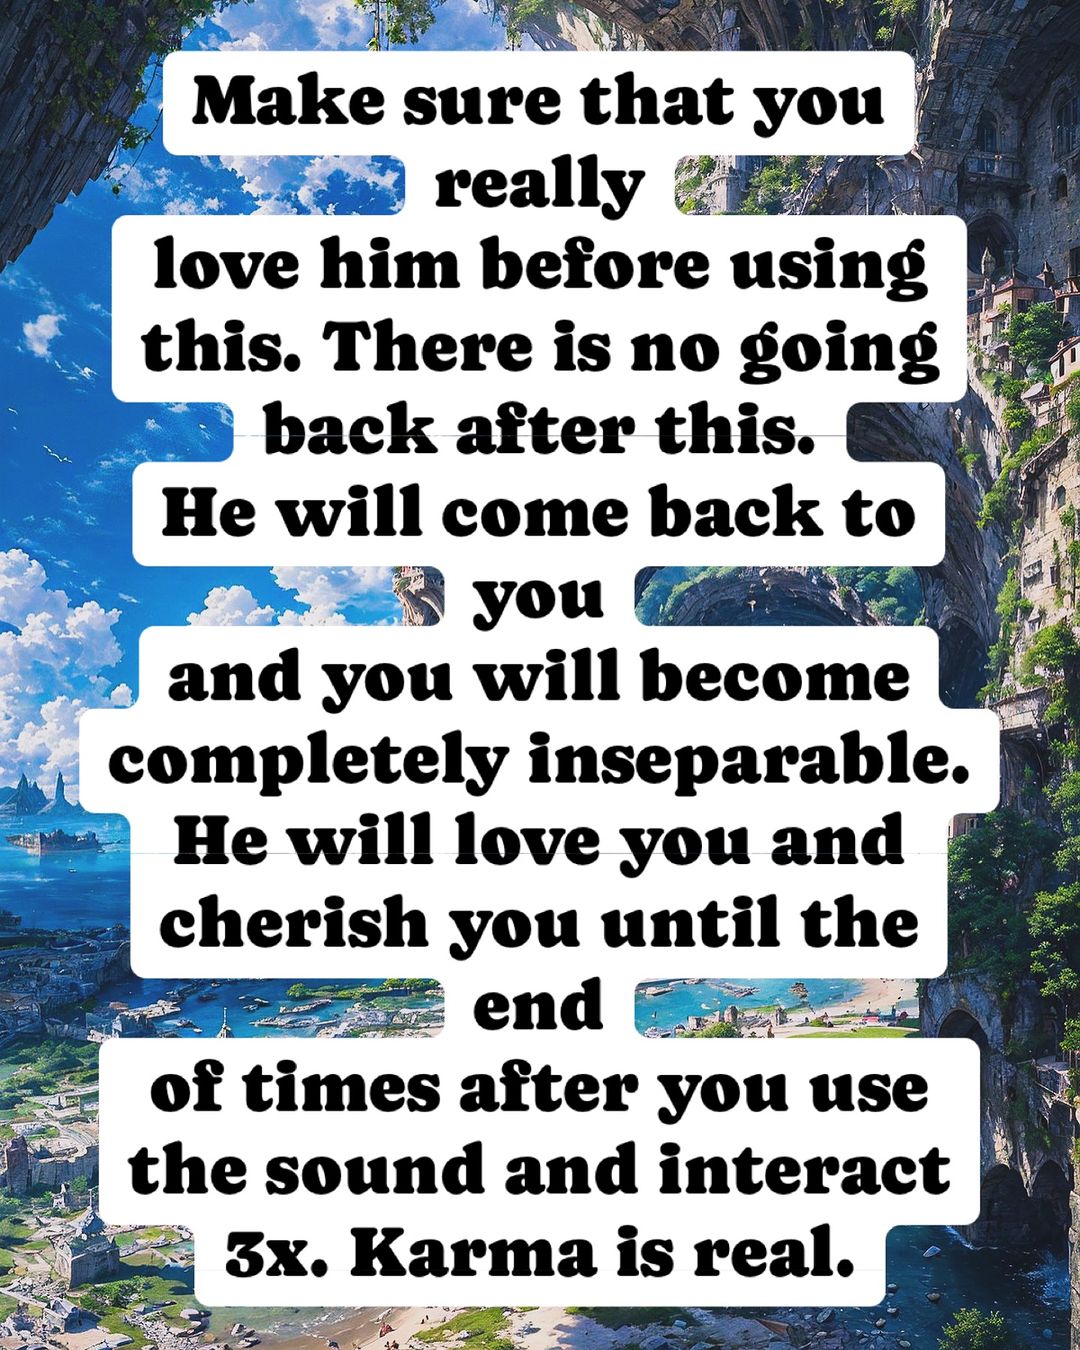 Make sure that you
really
love him before using
this. There is no going
back after this.
He will come back to
you
and you will become
completely inseparable.
He will love you and
cherish you until the
end
of times after you use
the sound and interact
3x. Karma is real.